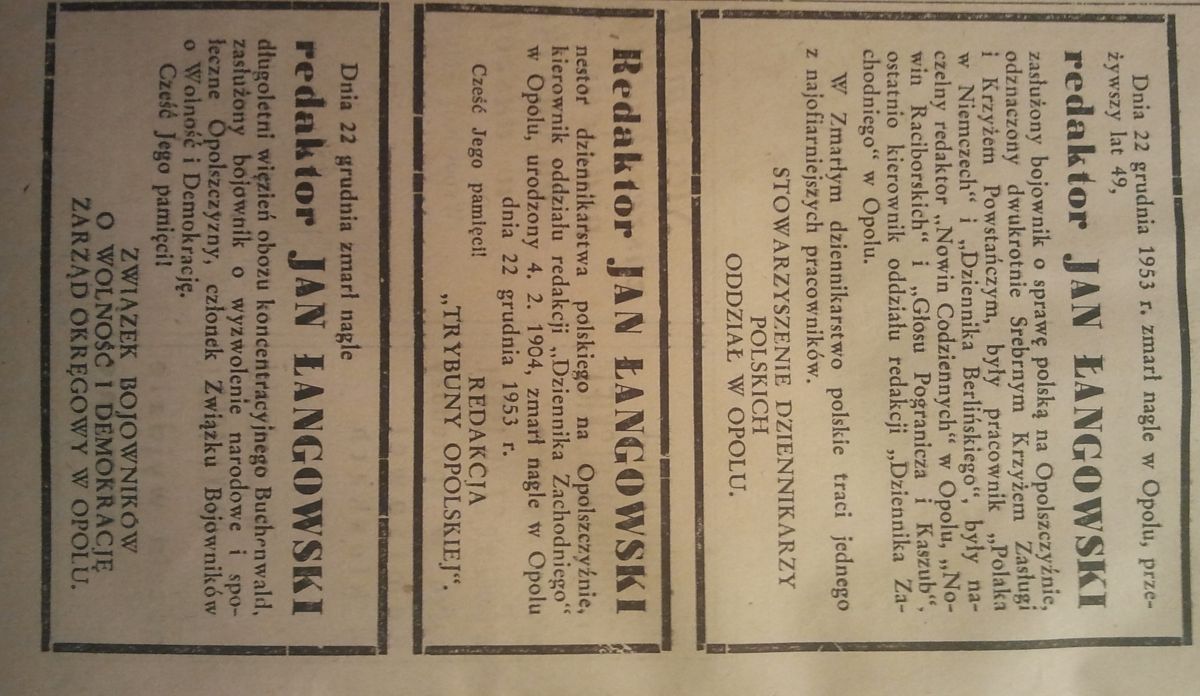 Dnia 22 grudnia 1953 r. zmarł nagle w Opolu, prze-
żywszy lat 49,
redaktor JAN ŁANGOWSKI
zasłużony bojownik o sprawę polską na Opolszczyźnie,
odznaczony dwukrotnie Srebrnym Krzyżem Zasługi
i Krzyżem Powstańczym, były pracownik „Polaka
w Niemczech“ i „Dziennika Berlińskiego“, były na-
czelny redaktor „Nowin Codziennych“ w Opolu, „No-
win Raciborskich“ i „Głosu Pogranicza i Kaszub“,
ostatnio kierownik oddziału redakcji „Dziennika Za-
chodniego“ w Opolu.
W Zmarłym dziennikarstwo polskie traci jednego
z najofiarniejszych pracowników.
STOWARZYSZENIE DZIENNIKARZY
POLSKICH
ODDZIAŁ W OPOLU.
Redaktor JAN ŁANGOWSKI
nestor dziennikarstwa polskiego na Opolszczyźnie,
kierownik oddziału redakcji „Dziennika Zachodniego“
w Opolu, urodzony 4. 2. 1904, zmarł nagle w Opolu
dnia 22 grudnia 1953 r.
Cześć Jego pamięci!
REDAKCJA
„TRYBUNY OPOLSKIEJ“.
Dnia 22 grudnia zmarł nagle
redaktor JAN ŁANGOWSKI
długoletni więzień obozu koncentracyjnego Buchenwald,
zasłużony bojownik o wyzwolenie narodowe i spo-
łeczne Opolszczyzny, członek Związku Bojowników
o Wolność i Demokrację.
Cześć Jego pamięci!
ZWIĄZEK BOJOWNIKÓW
O WOLNOŚĆ I DEMOKRACJĘ
ZARZĄD OKRĘGOWY W OPOLU.